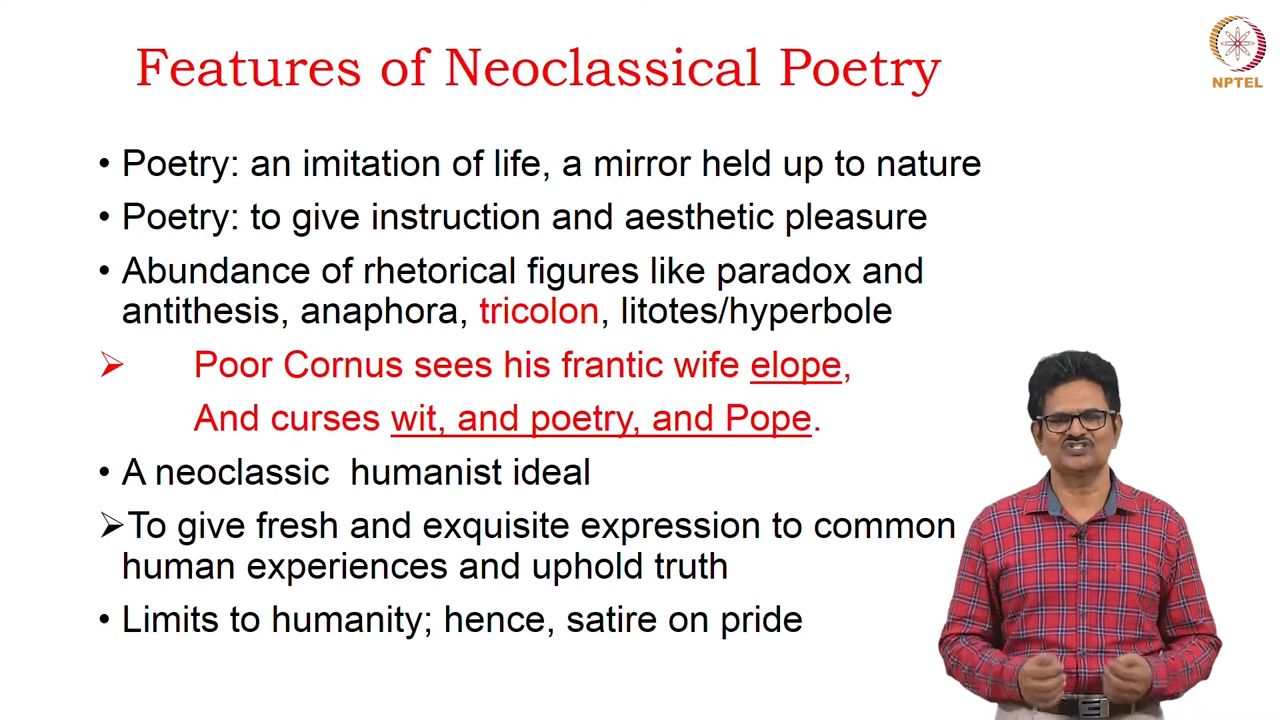 Features of Neoclassical Poetry
NPTEL
• Poetry: an imitation of life, a mirror held up to nature
• Poetry: to give instruction and aesthetic pleasure
• Abundance of rhetorical figures like paradox and
antithesis, anaphora, tricolon, litotes/hyperbole
➢ Poor Cornus sees his frantic wife elope,
And curses wit, and poetry, and Pope.
• A neoclassic humanist ideal
➢To give fresh and exquisite expression to common
human experiences and uphold truth
• Limits to humanity; hence, satire on pride